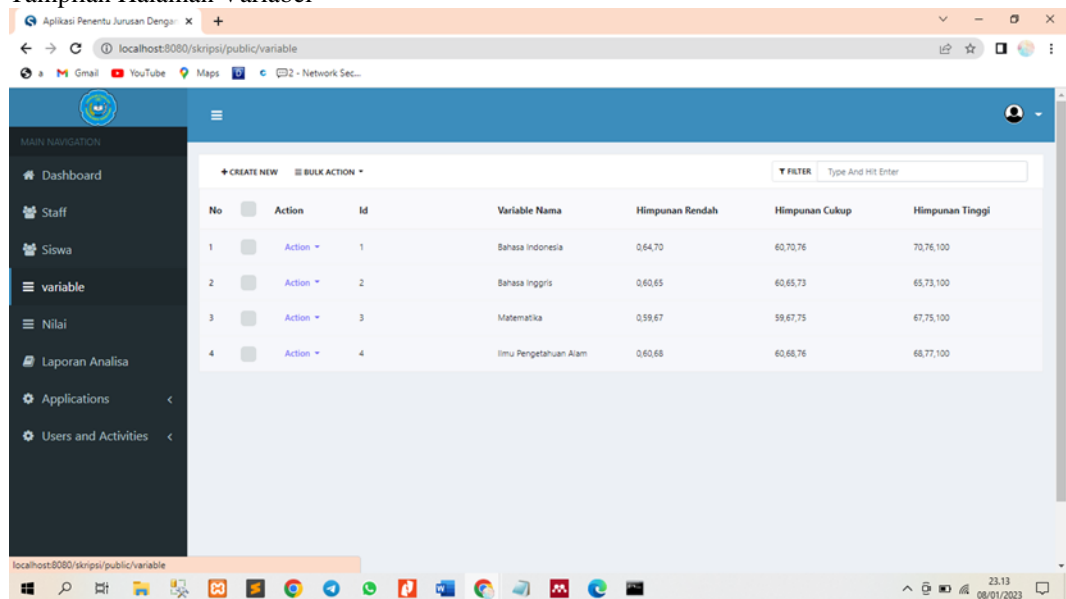 Tampilan Halaman Variabel
Aplikasi Penentu Jurusan Dengan
localhost:8080/skripsi/public/variable
a Gmail YouTube Maps D c 2 - Network Sec...
MAIN NAVIGATION
Dashboard
Staff
Siswa
variable
Nilai
Laporan Analisa
Applications
Users and Activities
+ CREATE NEW BULK ACTION FILTER Type And Hit Enter
No Action Id Variable Nama Himpunan Rendah Himpunan Cukup Himpunan Tinggi
1 Action 1 Bahasa Indonesia 0,64,70 60,70,76 70,76,100
2 Action 2 Bahasa Inggris 0,60,65 60,65,73 65,73,100
3 Action 3 Matematika 0,59,67 59,67,75 67,75,100
4 Action 4 Ilmu Pengetahuan Alam 0,60,68 60,68,76 68,77,100
localhost:8080/skripsi/public/variable
23.13
08/01/2023